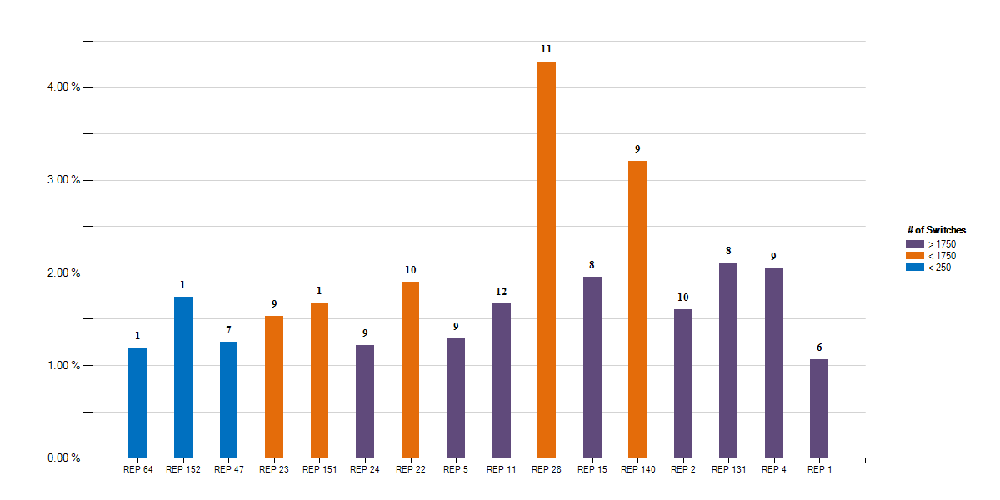 4.00 %
3.00 %
2.00 %
1.00 %
0.00 %
1
1
7
9
1
9
10
9
12
11
8
9
10
8
9
6
REP 64
REP 152
REP 47
REP 23
REP 151
REP 24
REP 22
REP 5
REP 11
REP 28
REP 15
REP 140
REP 2
REP 131
REP 4
REP 1
# of Switches
> 1750
< 1750
< 250